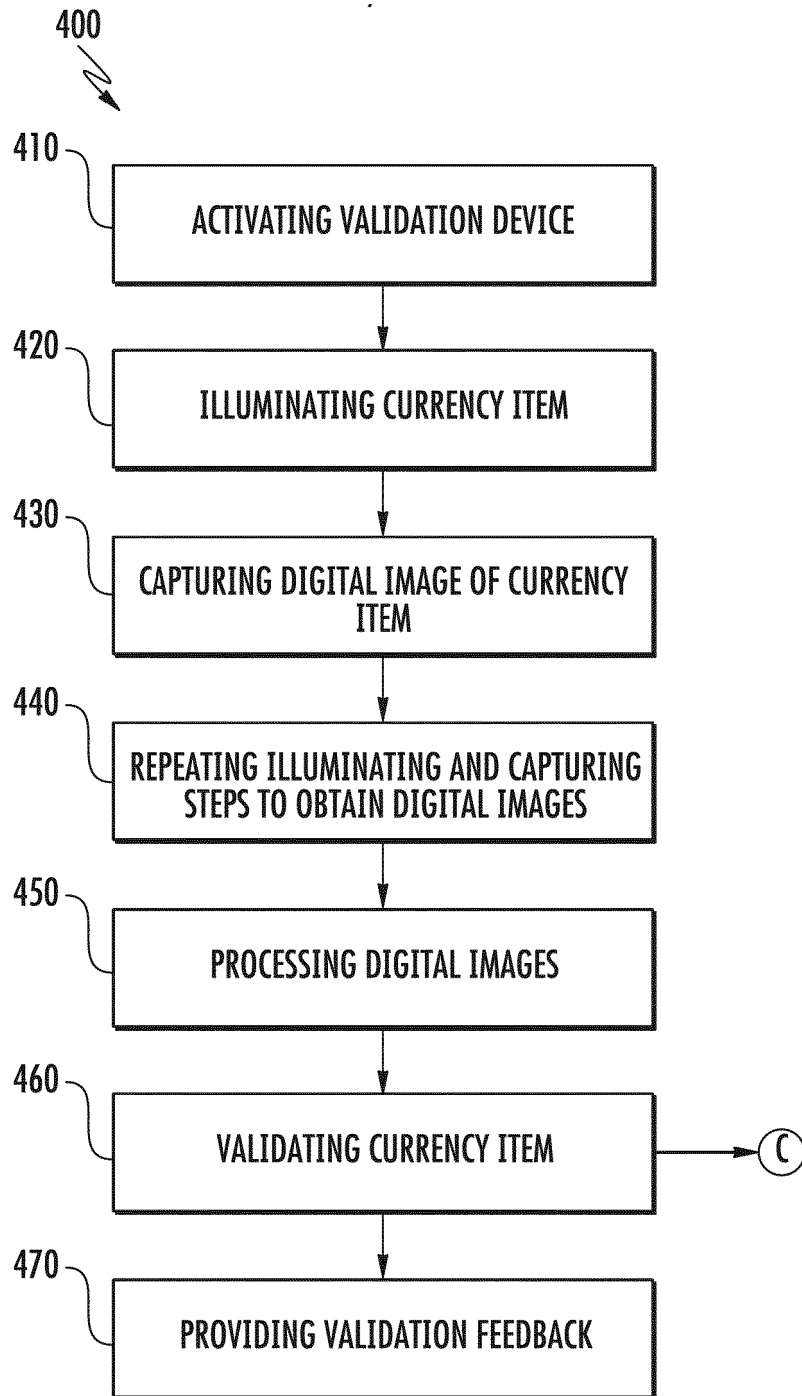 400
410
ACTIVATING VALIDATION DEVICE
420
ILLUMINATING CURRENCY ITEM
430
CAPTURING DIGITAL IMAGE OF CURRENCY
ITEM
440
REPEATING ILLUMINATING AND CAPTURING
STEPS TO OBTAIN DIGITAL IMAGES
450
PROCESSING DIGITAL IMAGES
460
VALIDATING CURRENCY ITEM
C
470
PROVIDING VALIDATION FEEDBACK